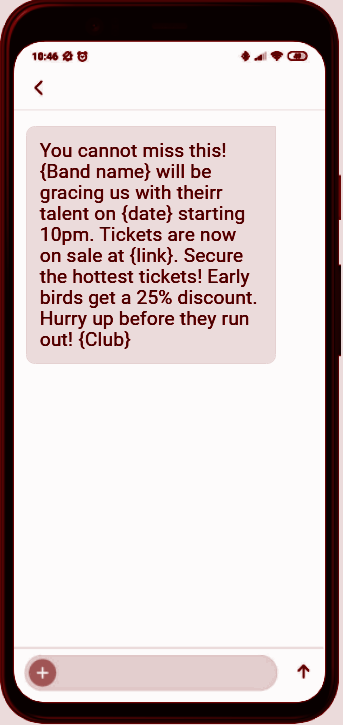 18:46
You cannot miss this!
{Band name} will be
gracing us with theirr
talent on {date} starting
10pm. Tickets are now
on sale at {link}. Secure
the hottest tickets! Early
birds get a 25% discount.
Hurry up before they run
out! {Club}